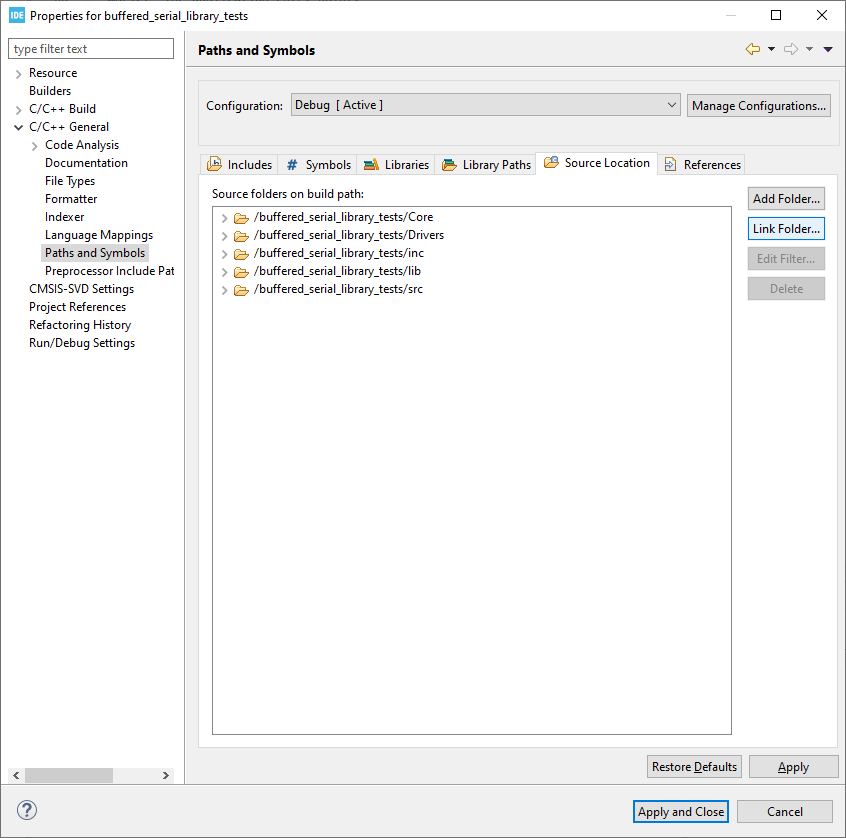 IDE Properties for buffered_serial_library_tests
type filter text
Resource
Builders
C/C++ Build
C/C++ General
Code Analysis
Documentation
File Types
Formatter
Indexer
Language Mappings
Paths and Symbols
Preprocessor Include Pat
CMSIS-SVD Settings
Project References
Refactoring History
Run/Debug Settings
Paths and Symbols
Configuration: Debug [ Active ] Manage Configurations...
Includes # Symbols Libraries Library Paths Source Location References
Source folders on build path:
/buffered_serial_library_tests/Core
/buffered_serial_library_tests/Drivers
/buffered_serial_library_tests/inc
/buffered_serial_library_tests/lib
/buffered_serial_library_tests/src
Add Folder...
Link Folder...
Edit Filter...
Delete
Restore Defaults Apply
? Apply and Close Cancel